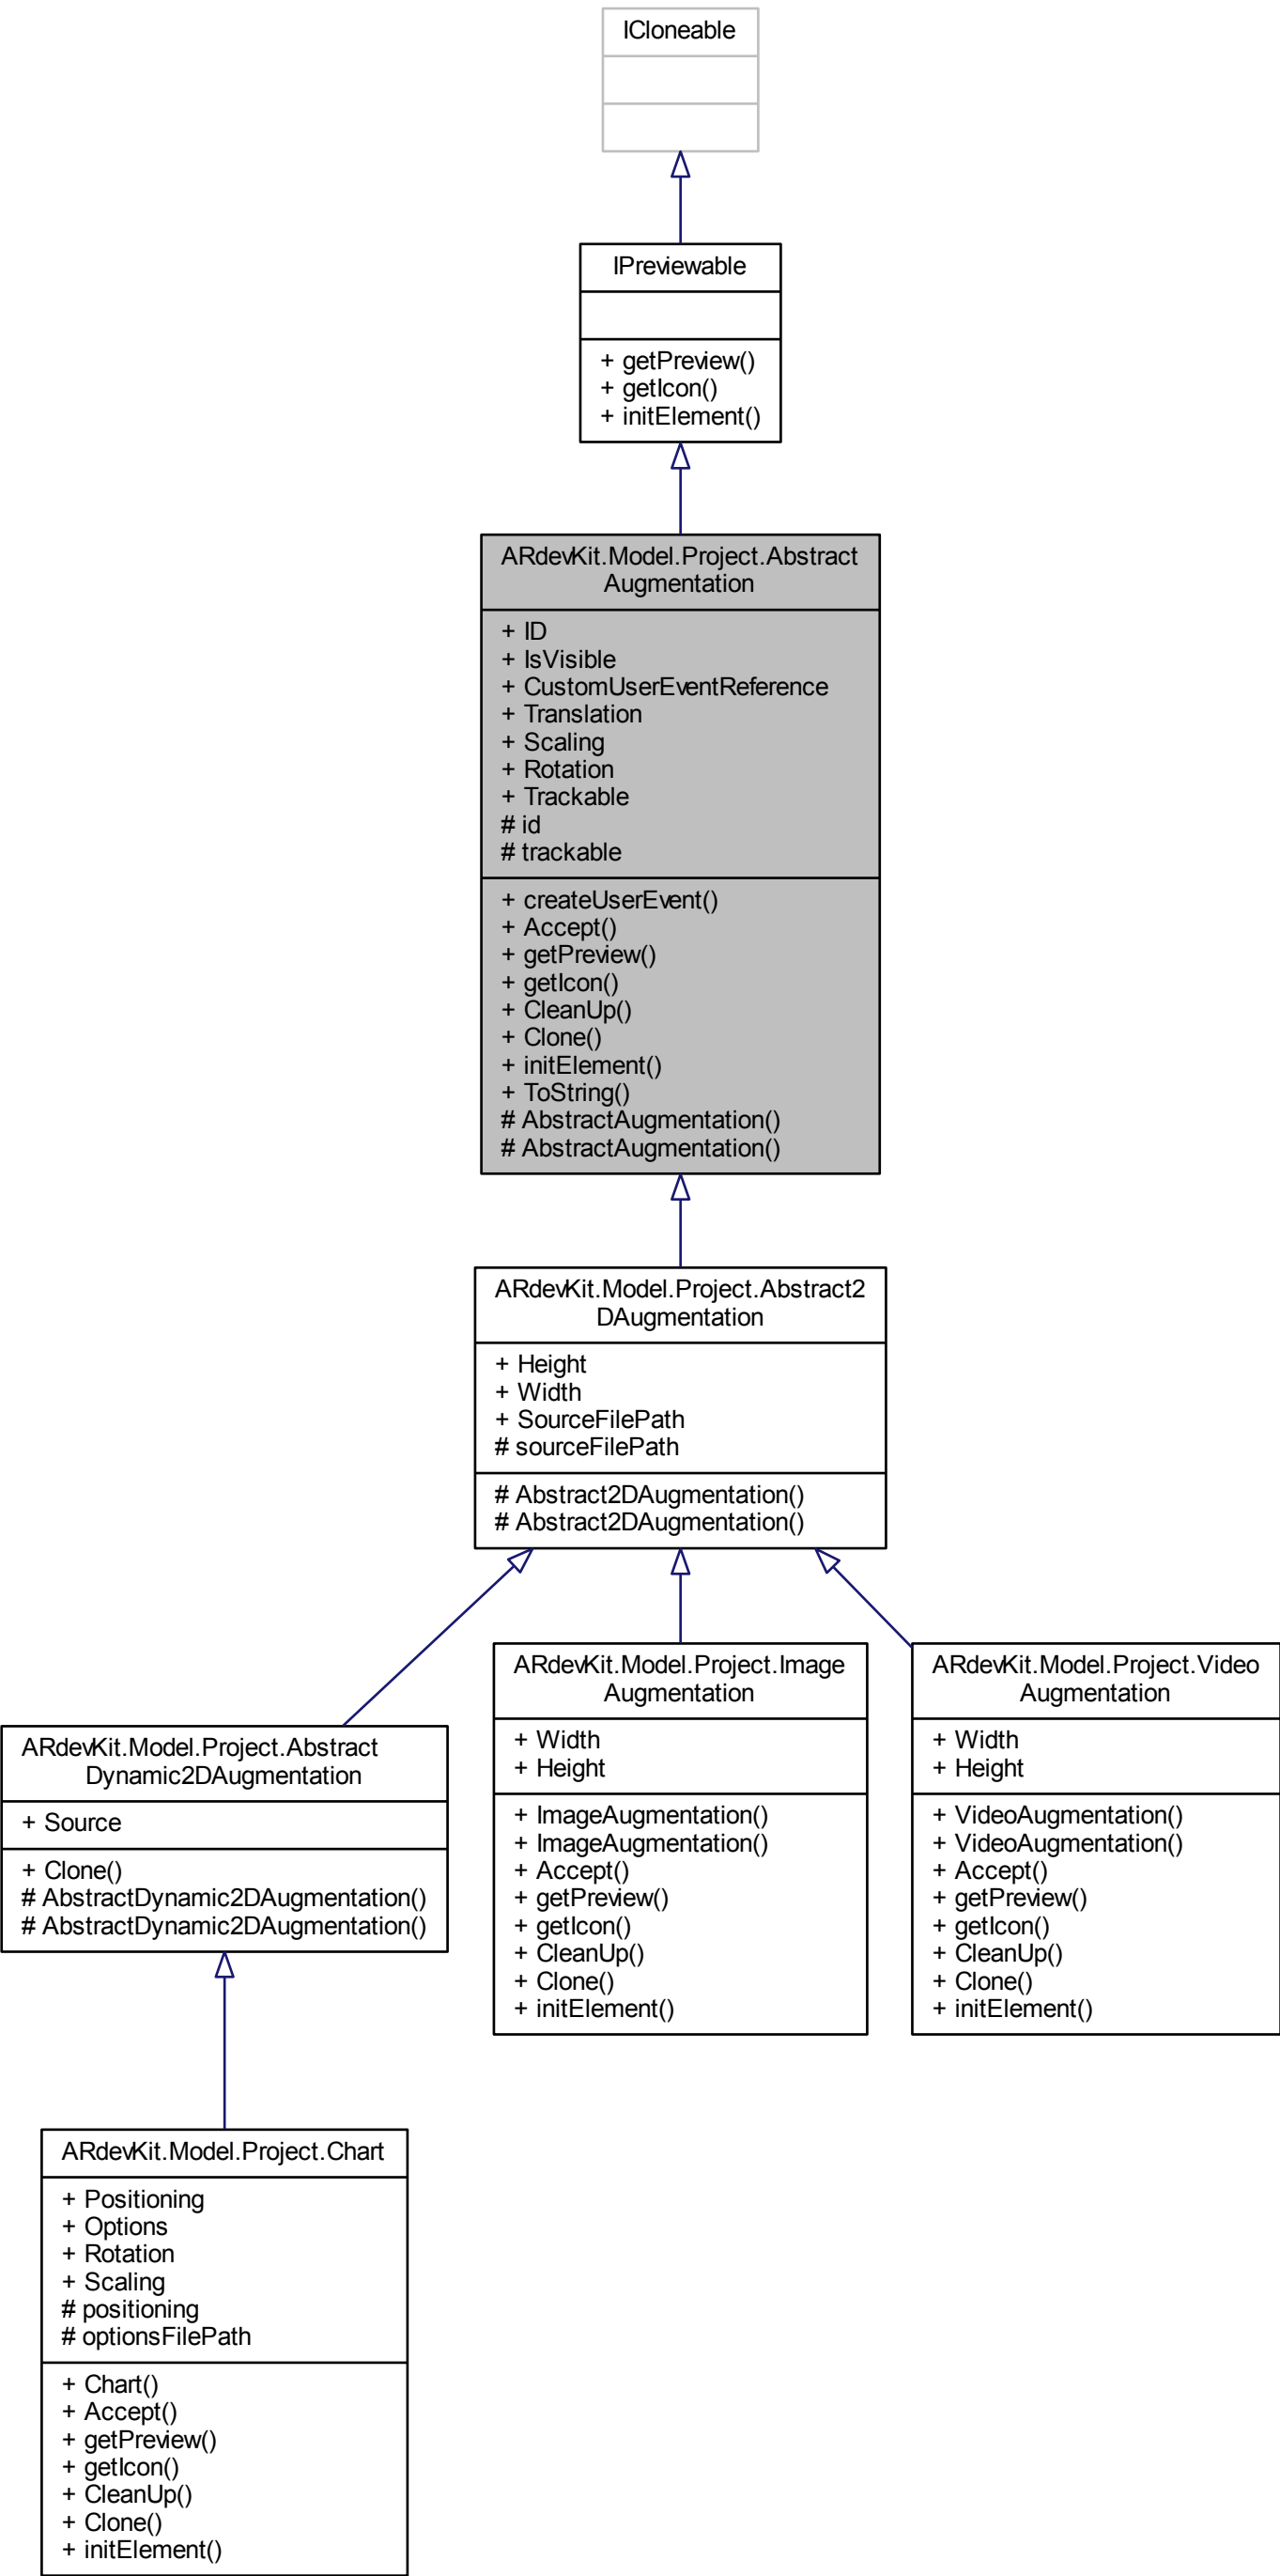 ICloneable
IPreviewable
+ getPreview()
+ getIcon()
+ initElement()
ARdevKit.Model.Project.Abstract
Augmentation
+ ID
+ IsVisible
+ CustomUserEventReference
+ Translation
+ Scaling
+ Rotation
+ Trackable
# id
# trackable
+ createUserEvent()
+ Accept()
+ getPreview()
+ getIcon()
+ CleanUp()
+ Clone()
+ initElement()
+ ToString()
# AbstractAugmentation()
# AbstractAugmentation()
ARdevKit.Model.Project.Abstract2
DAugmentation
+ Height
+ Width
+ SourceFilePath
# sourceFilePath
# Abstract2DAugmentation()
# Abstract2DAugmentation()
ARdevKit.Model.Project.Abstract
Dynamic2DAugmentation
+ Source
+ Clone()
# AbstractDynamic2DAugmentation()
# AbstractDynamic2DAugmentation()
ARdevKit.Model.Project.Image
Augmentation
+ Width
+ Height
+ ImageAugmentation()
+ ImageAugmentation()
+ Accept()
+ getPreview()
+ getIcon()
+ CleanUp()
+ Clone()
+ initElement()
ARdevKit.Model.Project.Video
Augmentation
+ Width
+ Height
+ VideoAugmentation()
+ VideoAugmentation()
+ Accept()
+ getPreview()
+ getIcon()
+ CleanUp()
+ Clone()
+ initElement()
ARdevKit.Model.Project.Chart
+ Positioning
+ Options
+ Rotation
+ Scaling
# positioning
# optionsFilePath
+ Chart()
+ Accept()
+ getPreview()
+ getIcon()
+ CleanUp()
+ Clone()
+ initElement()